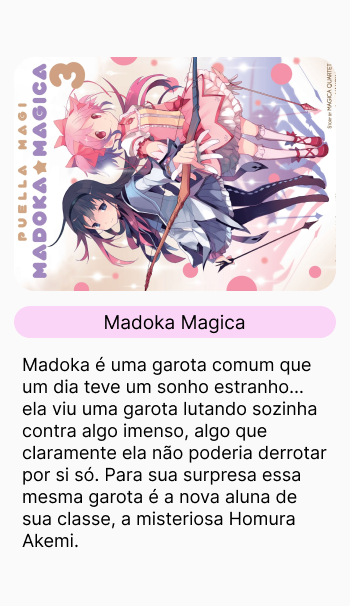 PUELLA MAGI
MADOKA★MAGICA
3
MAGICA QUARTET
Madoka Magica
Madoka é uma garota comum que
um dia teve um sonho estranho...
ela viu uma garota lutando sozinha
contra algo imenso, algo que
claramente ela não poderia derrotar
por si só. Para sua surpresa essa
mesma garota é a nova aluna de
sua classe, a misteriosa Homura
Akemi.